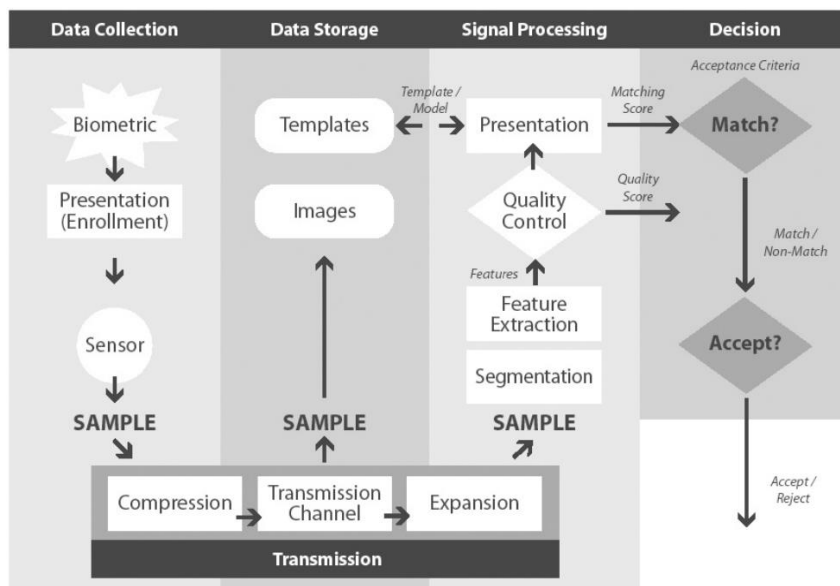 Data Collection
Data Storage
Signal Processing
Decision
Biometric
Presentation
(Enrollment)
Sensor
SAMPLE
Templates
Images
SAMPLE
Template /
Model
Presentation
Quality
Control
Features
Feature
Extraction
Segmentation
SAMPLE
Matching
Score
Quality
Score
Acceptance Criteria
Match?
Match /
Non-Match
Accept?
Accept /
Reject
Compression
Transmission
Channel
Expansion
Transmission